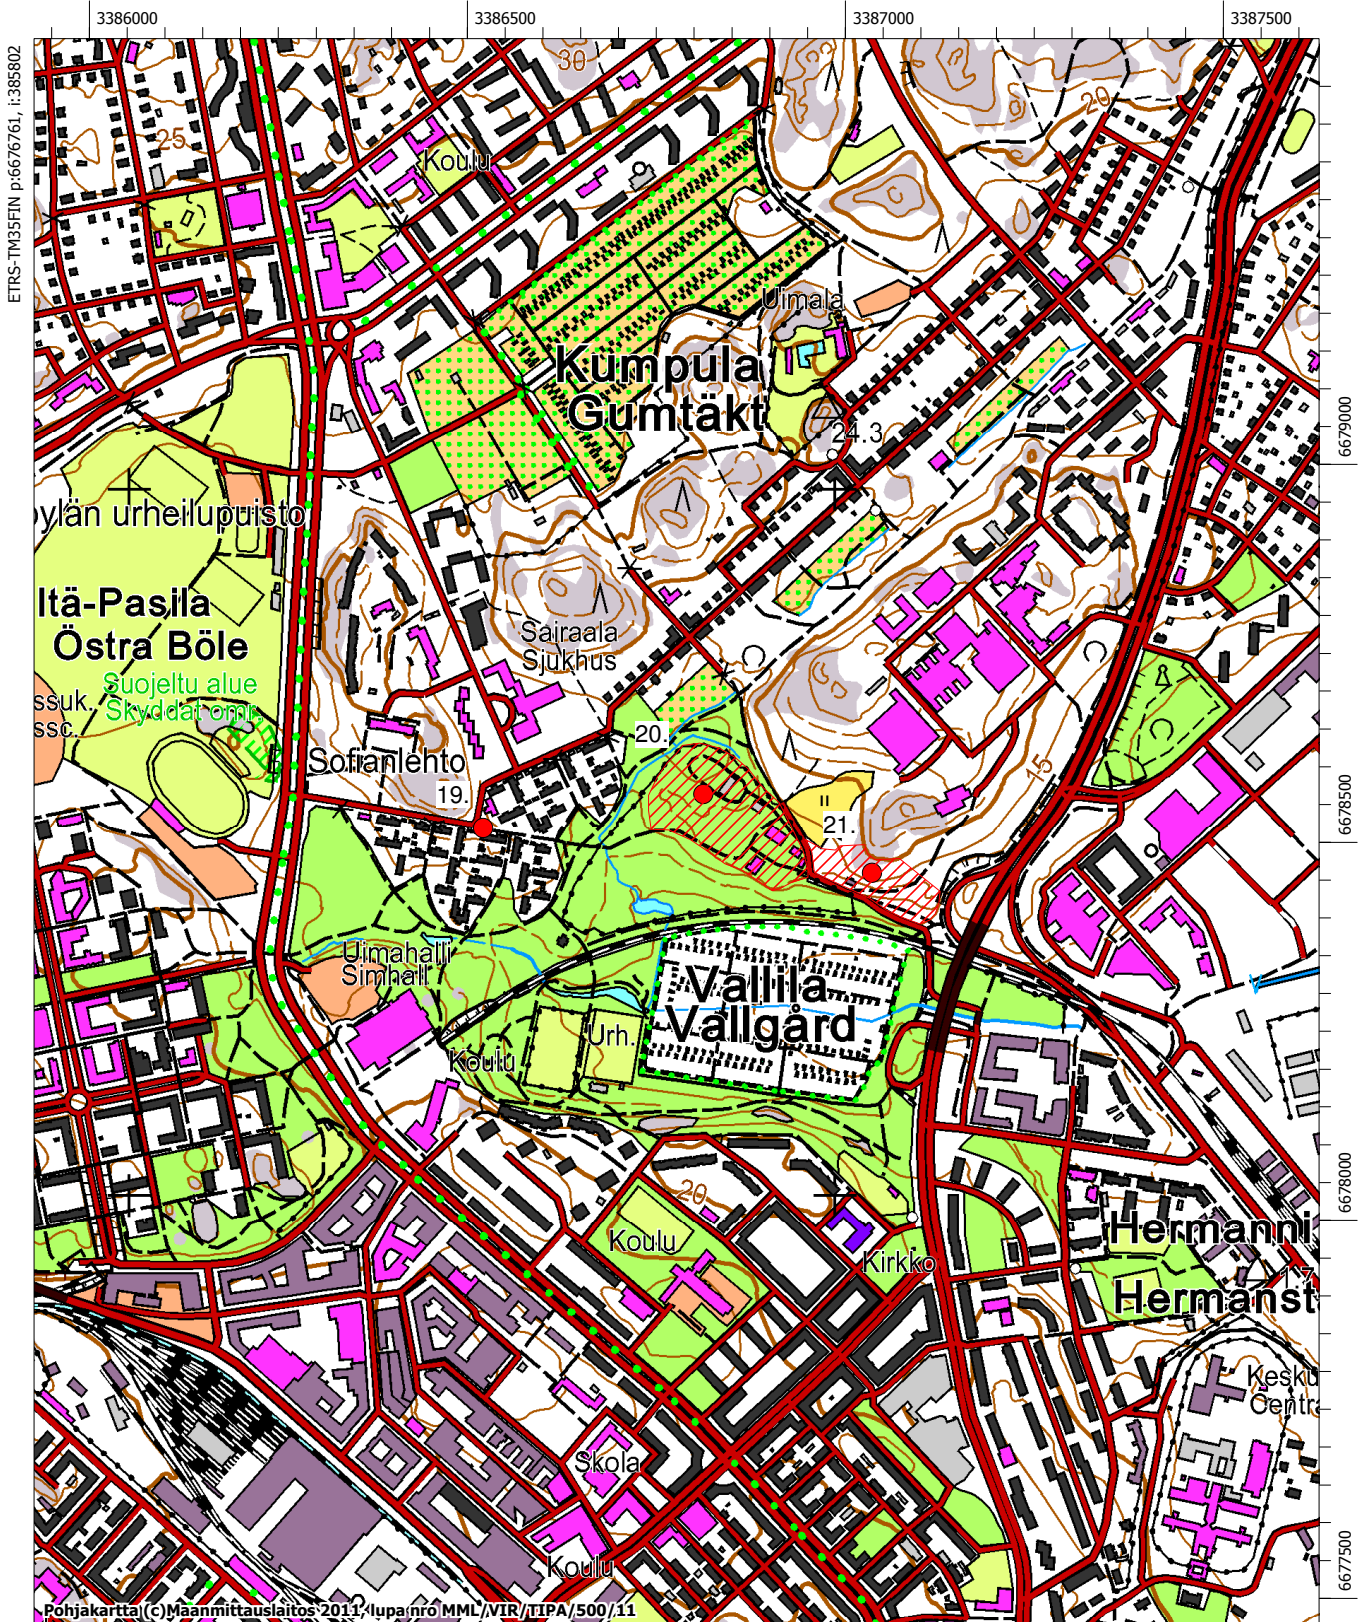 3386000
3386500
3387000
3387500
ETRS-TM35FIN p:6676761, i:385802
30
25
20
Koulu
Uimala
Kumpula
Gumtäkt
24.3
6679000
ylän urheilupuisto
Itä-Pasila
Östra Böle
Suojeltu alue
Skyddat omr.
ssuk.
ssc.
Sairaala
Sjukhus
20.
Sofianlehto
19.
15
21.
6678500
Uimahalli
Simhall
Vallila
Vallgård
Urh.
Koulu
20
6678000
Koulu
Kirkko
Hermanni
17
Hermanst
Kesku
Centra
Skola
Koulu
6677500
Pohjakartta (c)Maanmittauslaitos 2011, lupa nro MML/VIR/TIPA/500/11